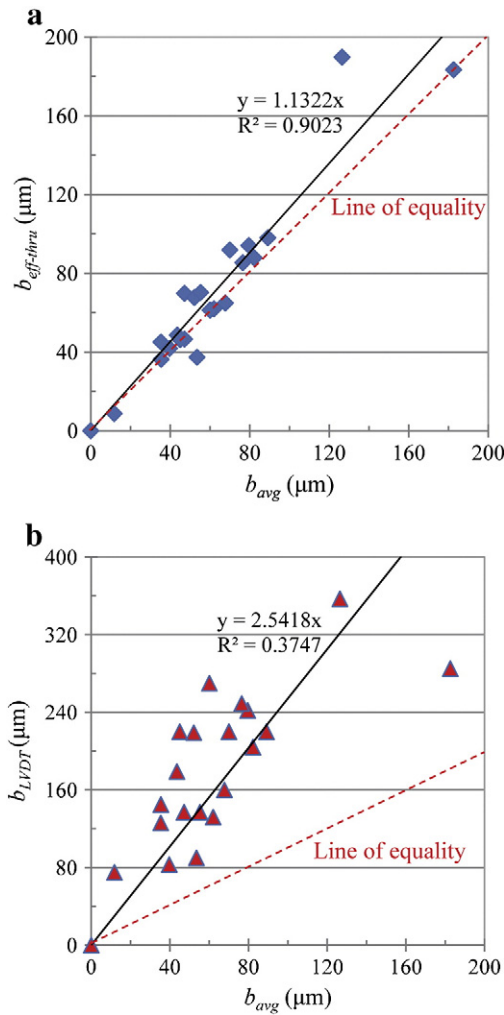 a
200
160
120
80
40
0
b_eff-thru (μm)
y = 1.1322x
R² = 0.9023
Line of equality
0 40 80 120 160 200
b_avg (μm)
b
400
320
240
160
80
0
b_LVDT (μm)
y = 2.5418x
R² = 0.3747
Line of equality
0 40 80 120 160 200
b_avg (μm)